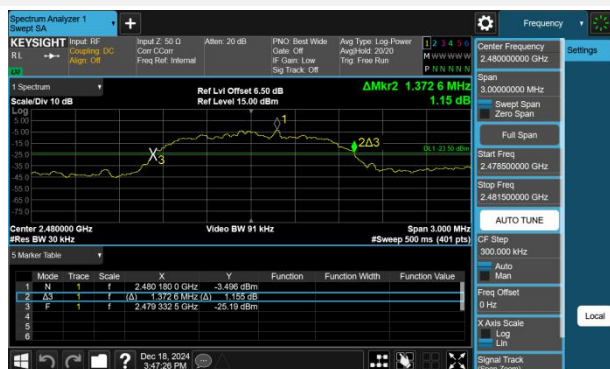 Spectrum Analyzer 1
Swept SA
+
Frequency
KEYSIGHT Input: RF Input Z: 50 Ω Atten: 20 dB PNO: Best Wide Avg Type: Log-Power 1 2 3 4 5 6
RL Coupling: DC Corr CCorr Gate: Off Avg|Hold: 20/20 M W W W W W
Align: Off Freq Ref: Internal IF Gain: Low Trig: Free Run
Sig Track: Off P N N N N N
1 Spectrum
Ref Lvl Offset 6.50 dB ΔMkr2 1.372 6 MHz
Scale/Div 10 dB Ref Level 15.00 dBm 1.15 dB
Log
5.00
-5.00
-15.0
-25.0
-35.0
-45.0
-55.0
-65.0
-75.0
1
2Δ3
X3
DL1 -23.50 dBm
Center 2.480000 GHz Video BW 91 kHz Span 3.000 MHz
#Res BW 30 kHz #Sweep 500 ms (401 pts)
5 Marker Table
Mode Trace Scale X Y Function Function Width Function Value
1 N 1 f 2.480 180 0 GHz -3.496 dBm
2 Δ3 1 f (Δ) 1.372 6 MHz (Δ) 1.155 dB
3 F 1 f 2.479 332 5 GHz -25.19 dBm
4
5
6
Dec 18, 2024
3:47:26 PM
?
Center Frequency
2.480000000 GHz
Settings
Span
3.00000000 MHz
Swept Span
Zero Span
Full Span
Start Freq
2.478500000 GHz
Stop Freq
2.481500000 GHz
AUTO TUNE
CF Step
300.000 kHz
Auto
Man
Freq Offset
0 Hz
X Axis Scale
Log
Lin
Local
Signal Track
(Span Zoom)